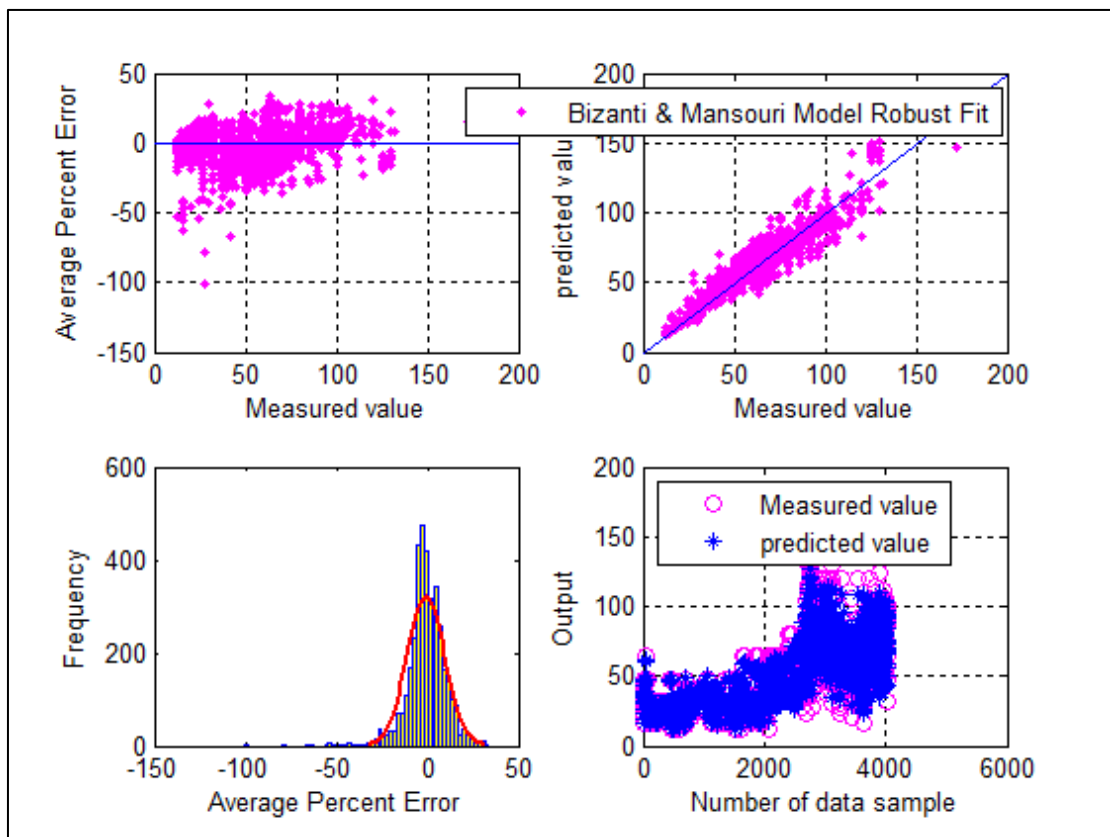 50
0
-50
-100
-150
0 50 100 150 200
Average Percent Error
Measured value
200
150
100
50
0
0 50 100 150 200
predicted value
Measured value
Bizanti & Mansouri Model Robust Fit
600
400
200
0
-150 -100 -50 0 50
Frequency
Average Percent Error
200
150
100
50
0
0 2000 4000 6000
Output
Number of data sample
Measured value
predicted value